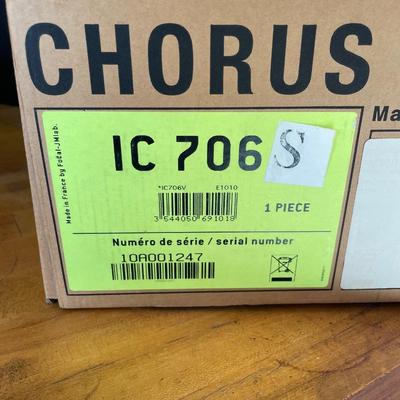 CHORUS
Ma
Made in France by Focal-JMlab.
IC 706 S
*IC706V E1010
3 544050 691018
1 PIECE
Numéro de série / serial number
10A001247